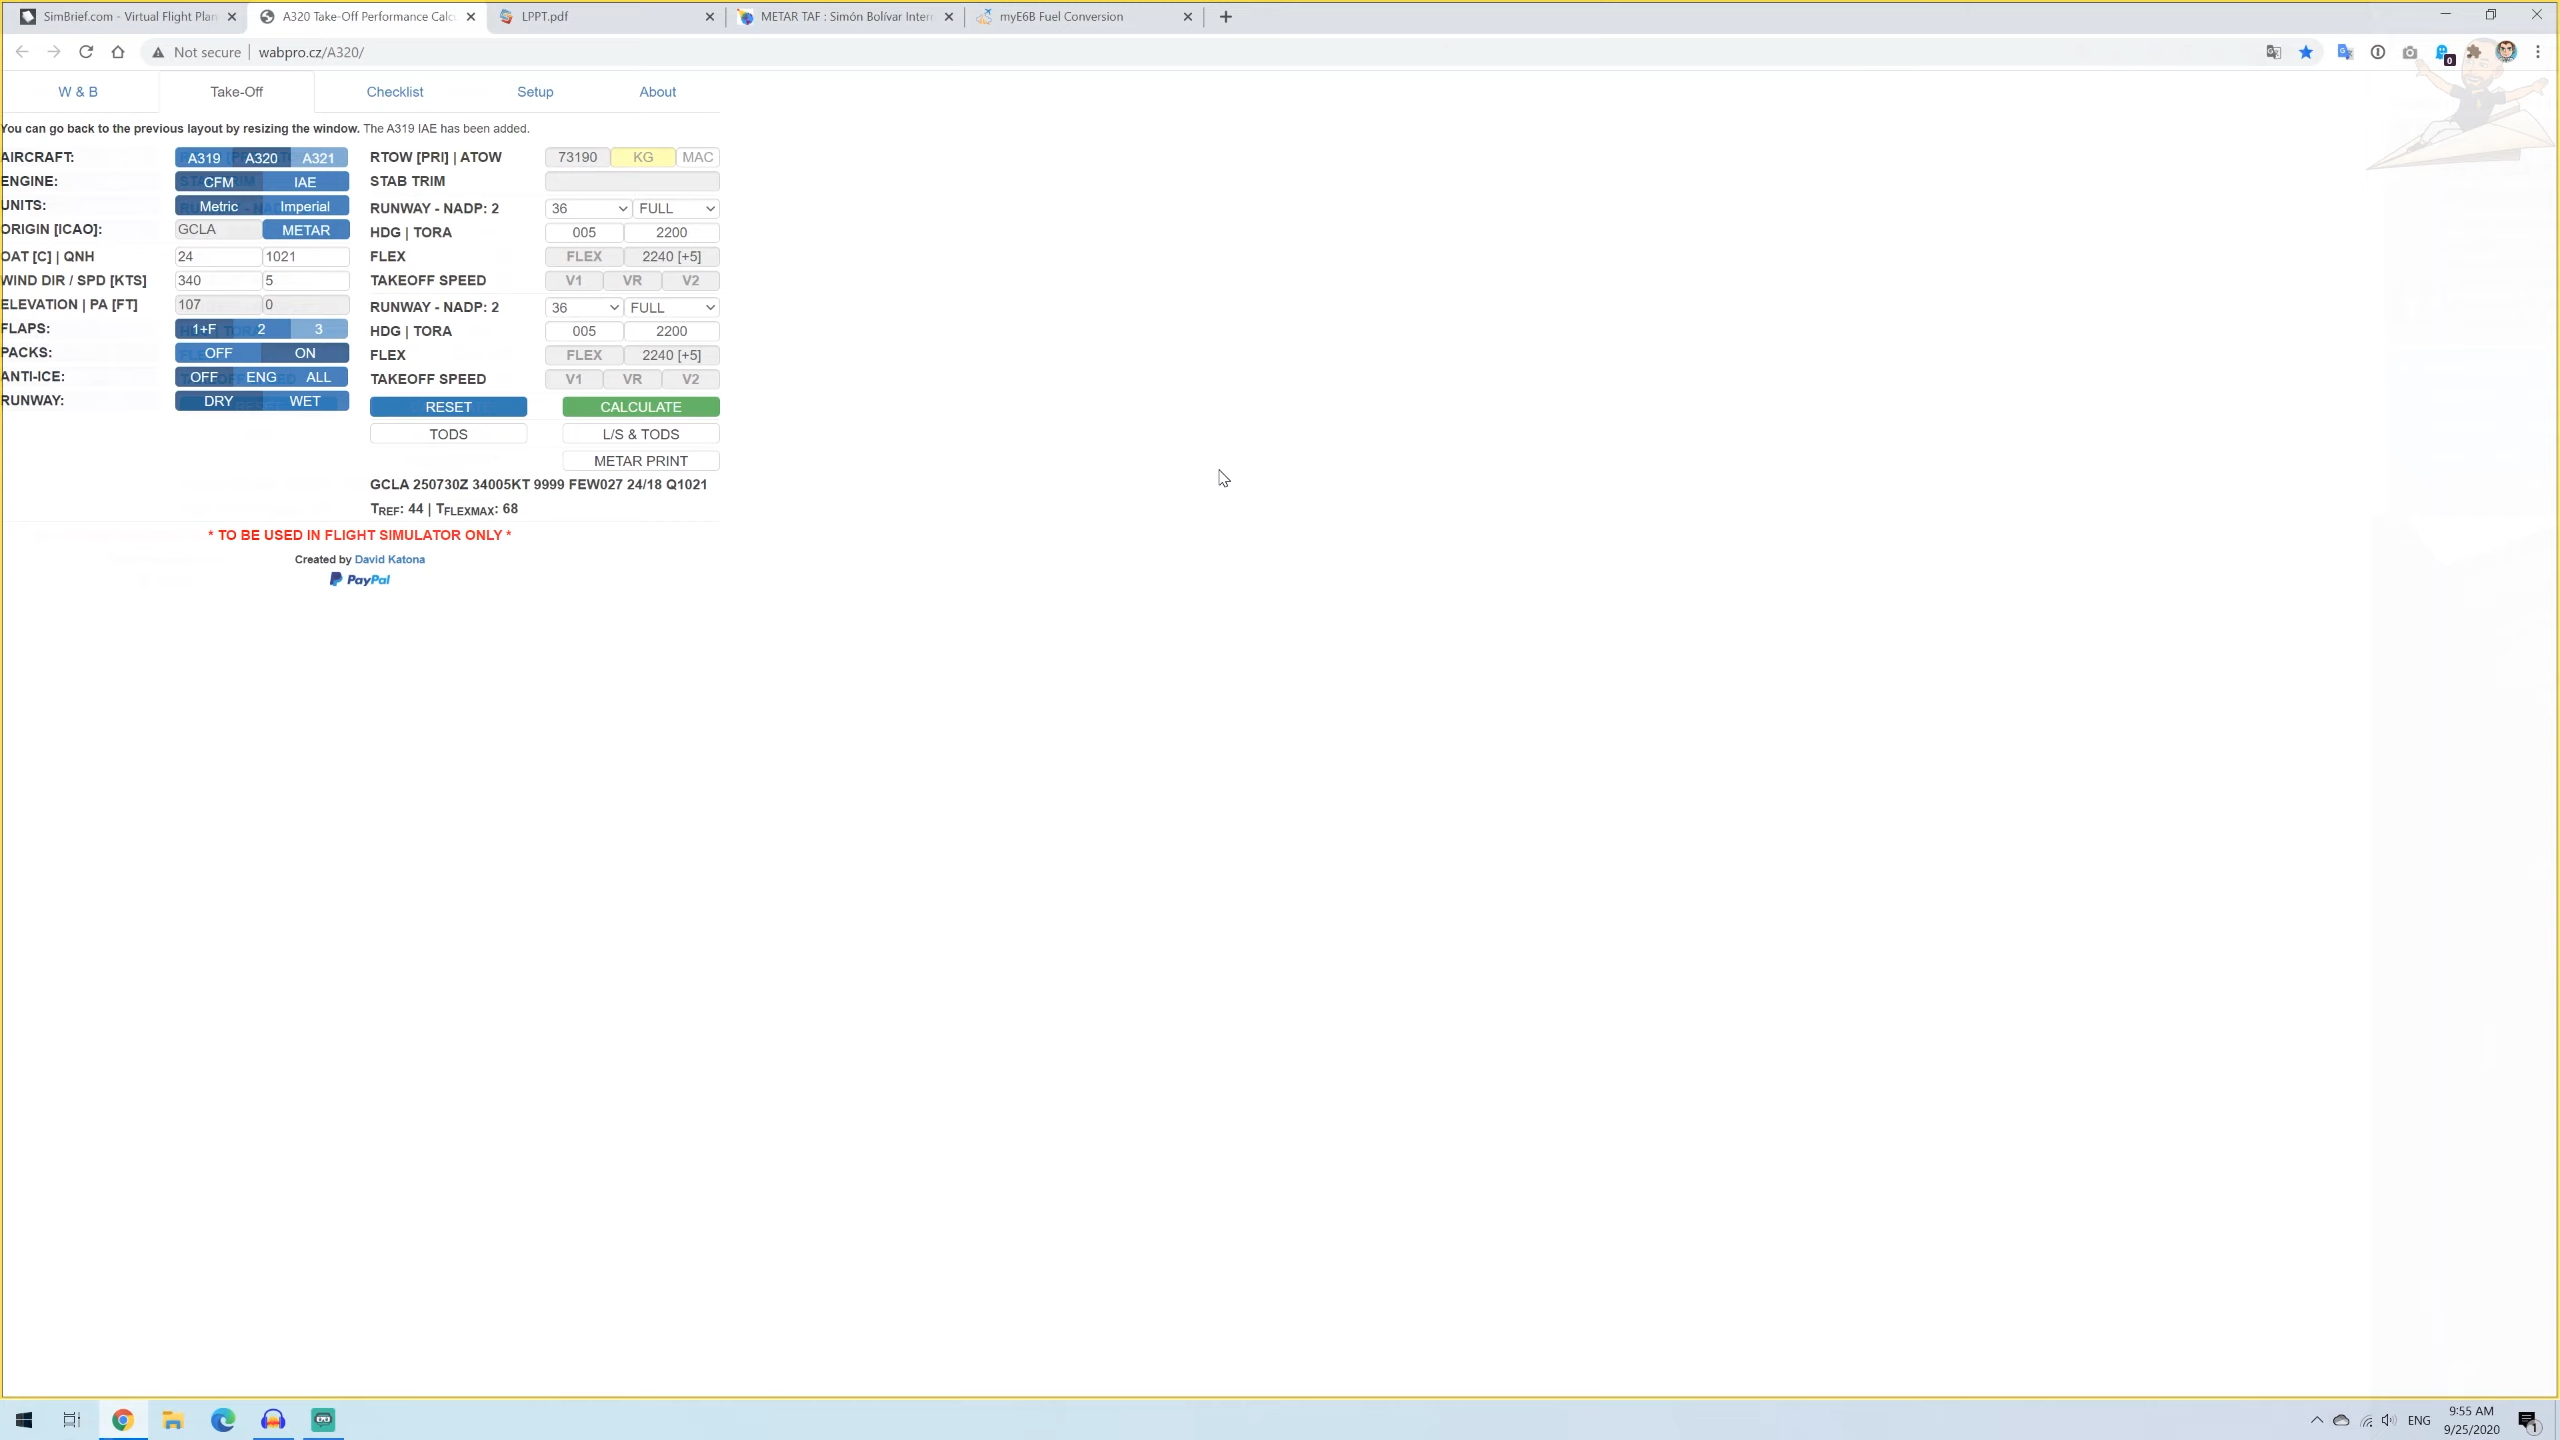 SimBrief.com - Virtual Flight Plan
A320 Take-Off Performance Calcu
LPPT.pdf
METAR TAF : Simón Bolívar Inter
myE6B Fuel Conversion
Not secure | wabpro.cz/A320/
0
W & B
Take-Off
Checklist
Setup
About
You can go back to the previous layout by resizing the window. The A319 IAE has been added.
AIRCRAFT: A319 A320 A321
RTOW [PRI] | ATOW 73190 KG MAC
ENGINE: CFM IAE
STAB TRIM
UNITS: Metric Imperial
RUNWAY - NADP: 2 36 FULL
ORIGIN [ICAO]: GCLA METAR
HDG | TORA 005 2200
OAT [C] | QNH 24 1021
FLEX FLEX 2240 [+5]
WIND DIR / SPD [KTS] 340 5
TAKEOFF SPEED V1 VR V2
ELEVATION | PA [FT] 107 0
RUNWAY - NADP: 2 36 FULL
FLAPS: 1+F 2 3
HDG | TORA 005 2200
PACKS: OFF ON
FLEX FLEX 2240 [+5]
ANTI-ICE: OFF ENG ALL
TAKEOFF SPEED V1 VR V2
RUNWAY: DRY WET
RESET CALCULATE
TODS L/S & TODS
METAR PRINT
GCLA 250730Z 34005KT 9999 FEW027 24/18 Q1021
TREF: 44 | TFLEXMAX: 68
* TO BE USED IN FLIGHT SIMULATOR ONLY *
Created by David Katona
PayPal
ENG
9:55 AM
9/25/2020
1